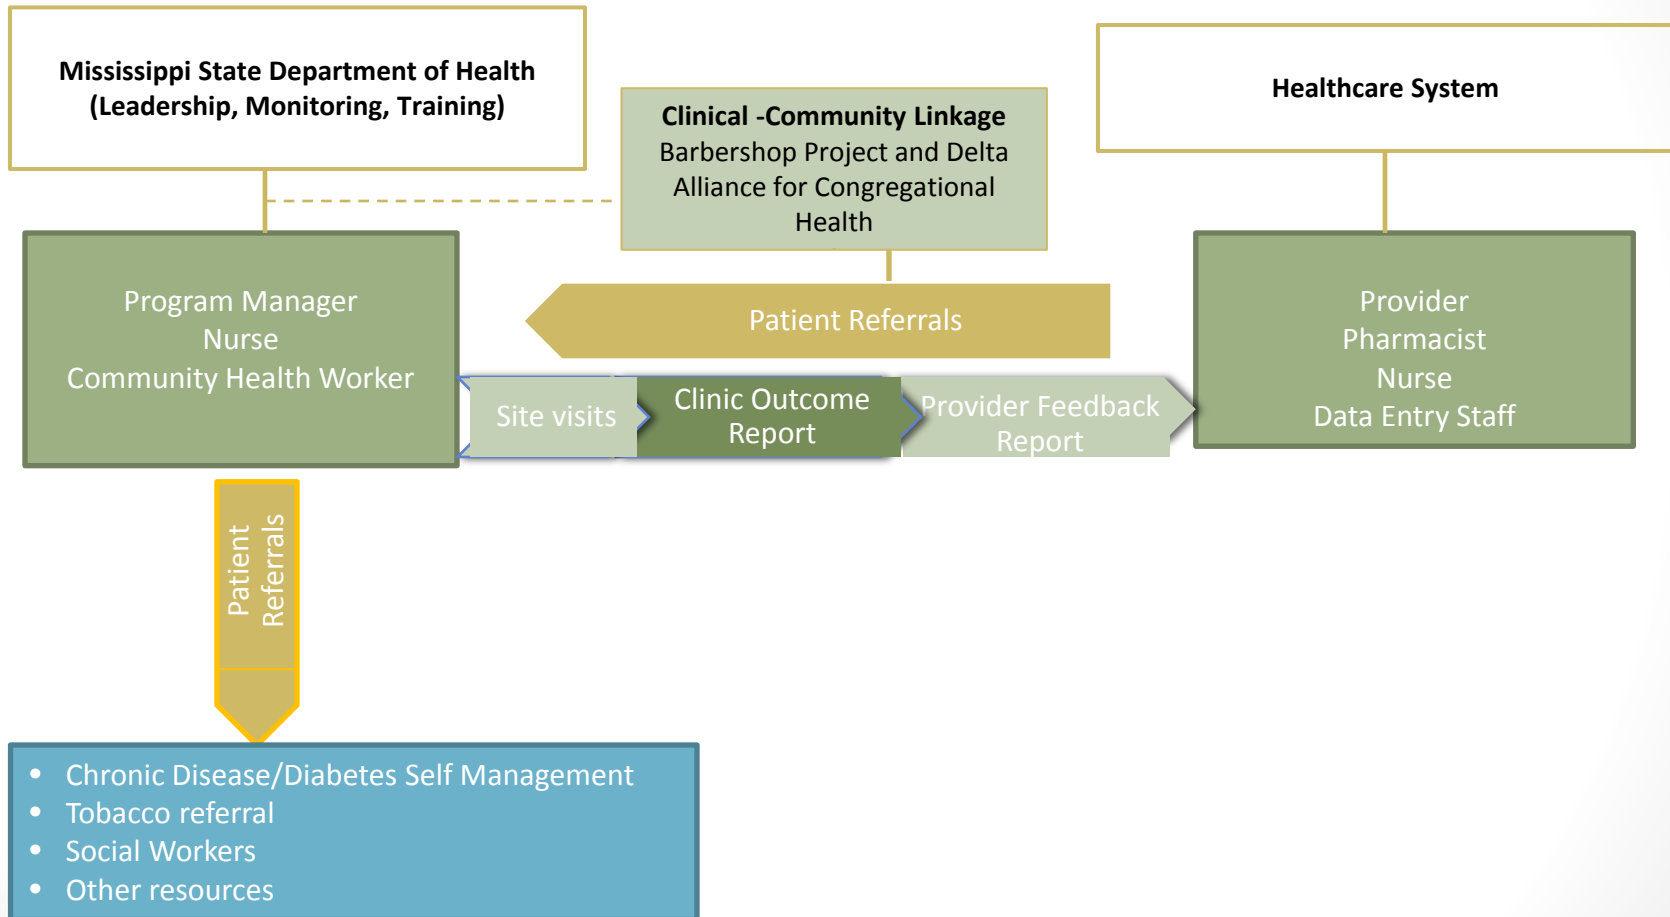 Mississippi State Department of Health
(Leadership, Monitoring, Training)
Clinical -Community Linkage
Barbershop Project and Delta
Alliance for Congregational
Health
Healthcare System
Program Manager
Nurse
Community Health Worker
Patient Referrals
Site visits
Clinic Outcome
Report
Provider Feedback
Report
Provider
Pharmacist
Nurse
Data Entry Staff
Patient
Referrals
• Chronic Disease/Diabetes Self Management
• Tobacco referral
• Social Workers
• Other resources